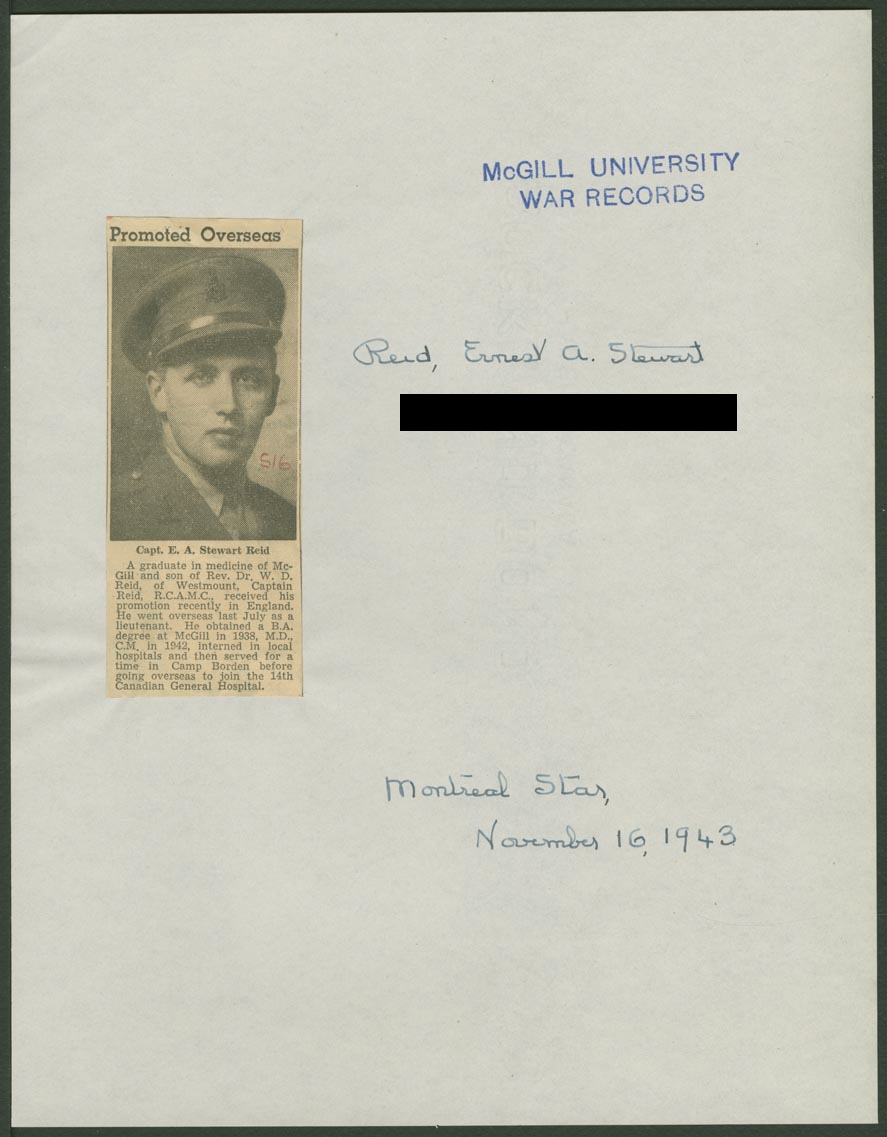 McGILL UNIVERSITY
WAR RECORDS
Promoted Overseas
516
Capt. E. A. Stewart Reid
A graduate in medicine of Mc-
Gill and son of Rev. Dr. W. D.
Reid, of Westmount, Captain
Reid, R.C.A.M.C., received his
promotion recently in England.
He went overseas last July as a
lieutenant. He obtained a B.A.
degree at McGill in 1938, M.D.,
C.M. in 1942, interned in local
hospitals and then served for a
time in Camp Borden before
going overseas to join the 14th
Canadian General Hospital.
Reid, Ernest A. Stewart
Montreal Star,
November 16, 1943